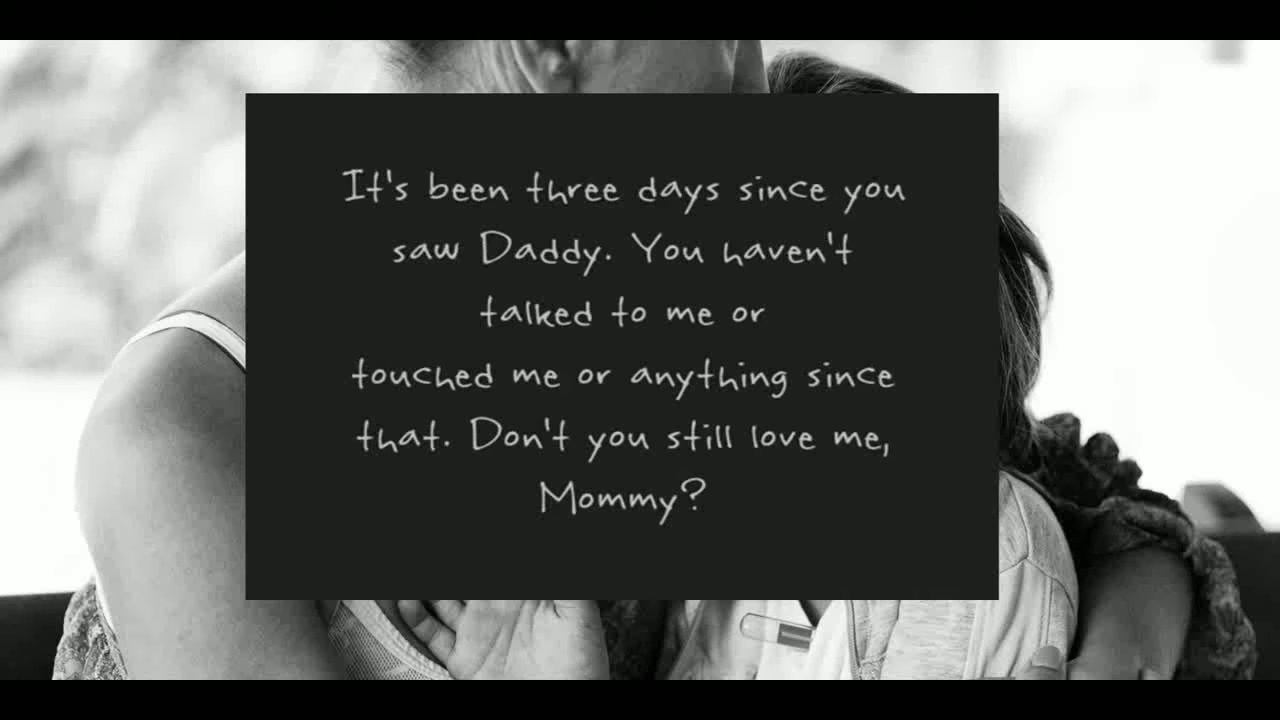 It's been three days since you
saw Daddy. You haven't
talked to me or
touched me or anything since
that. Don't you still love me,
Mommy?